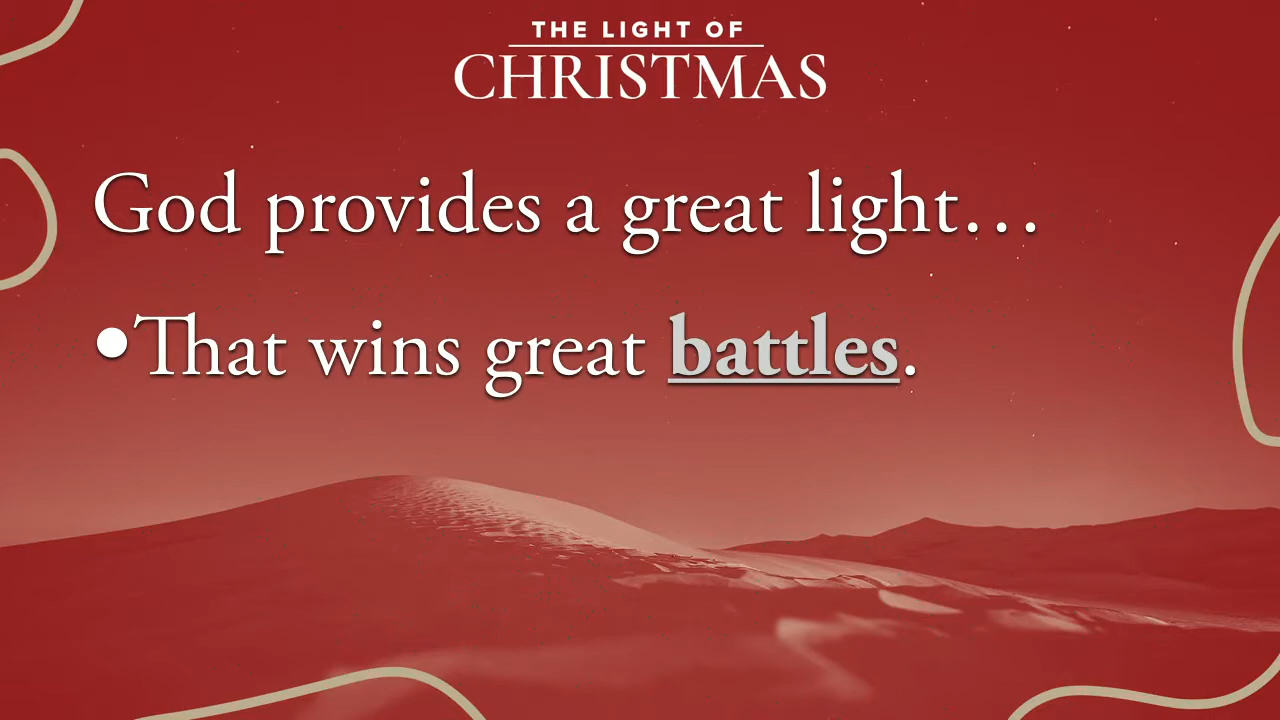 THE LIGHT OF
CHRISTMAS
God provides a great light…
•That wins great battles.